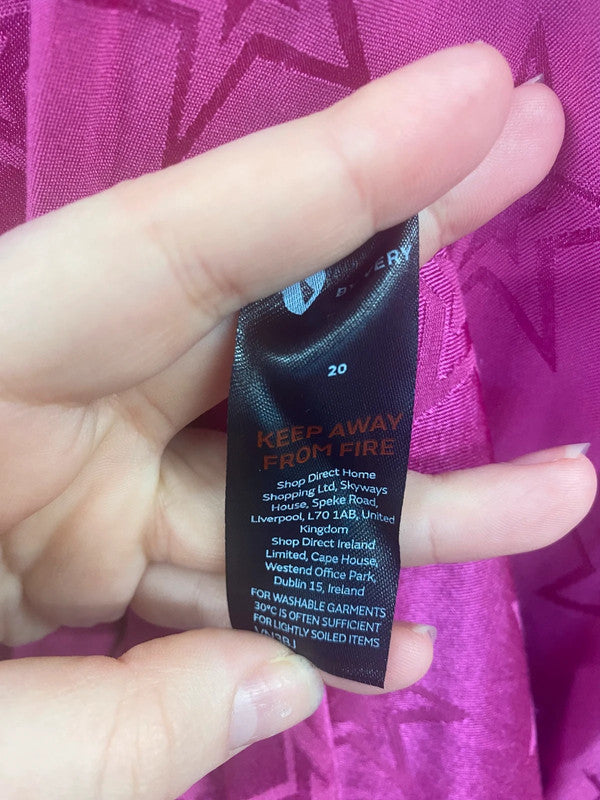 20
KEEP AWAY
FROM FIRE
Shop Direct Home
Shopping Ltd, Skyways
House, Speke Road,
Liverpool, L70 1AB, United
Kingdom
Shop Direct Ireland
Limited, Cape House,
Westend Office Park,
Dublin 15, Ireland
FOR WASHABLE GARMENTS
30°C IS OFTEN SUFFICIENT
FOR LIGHTLY SOILED ITEMS